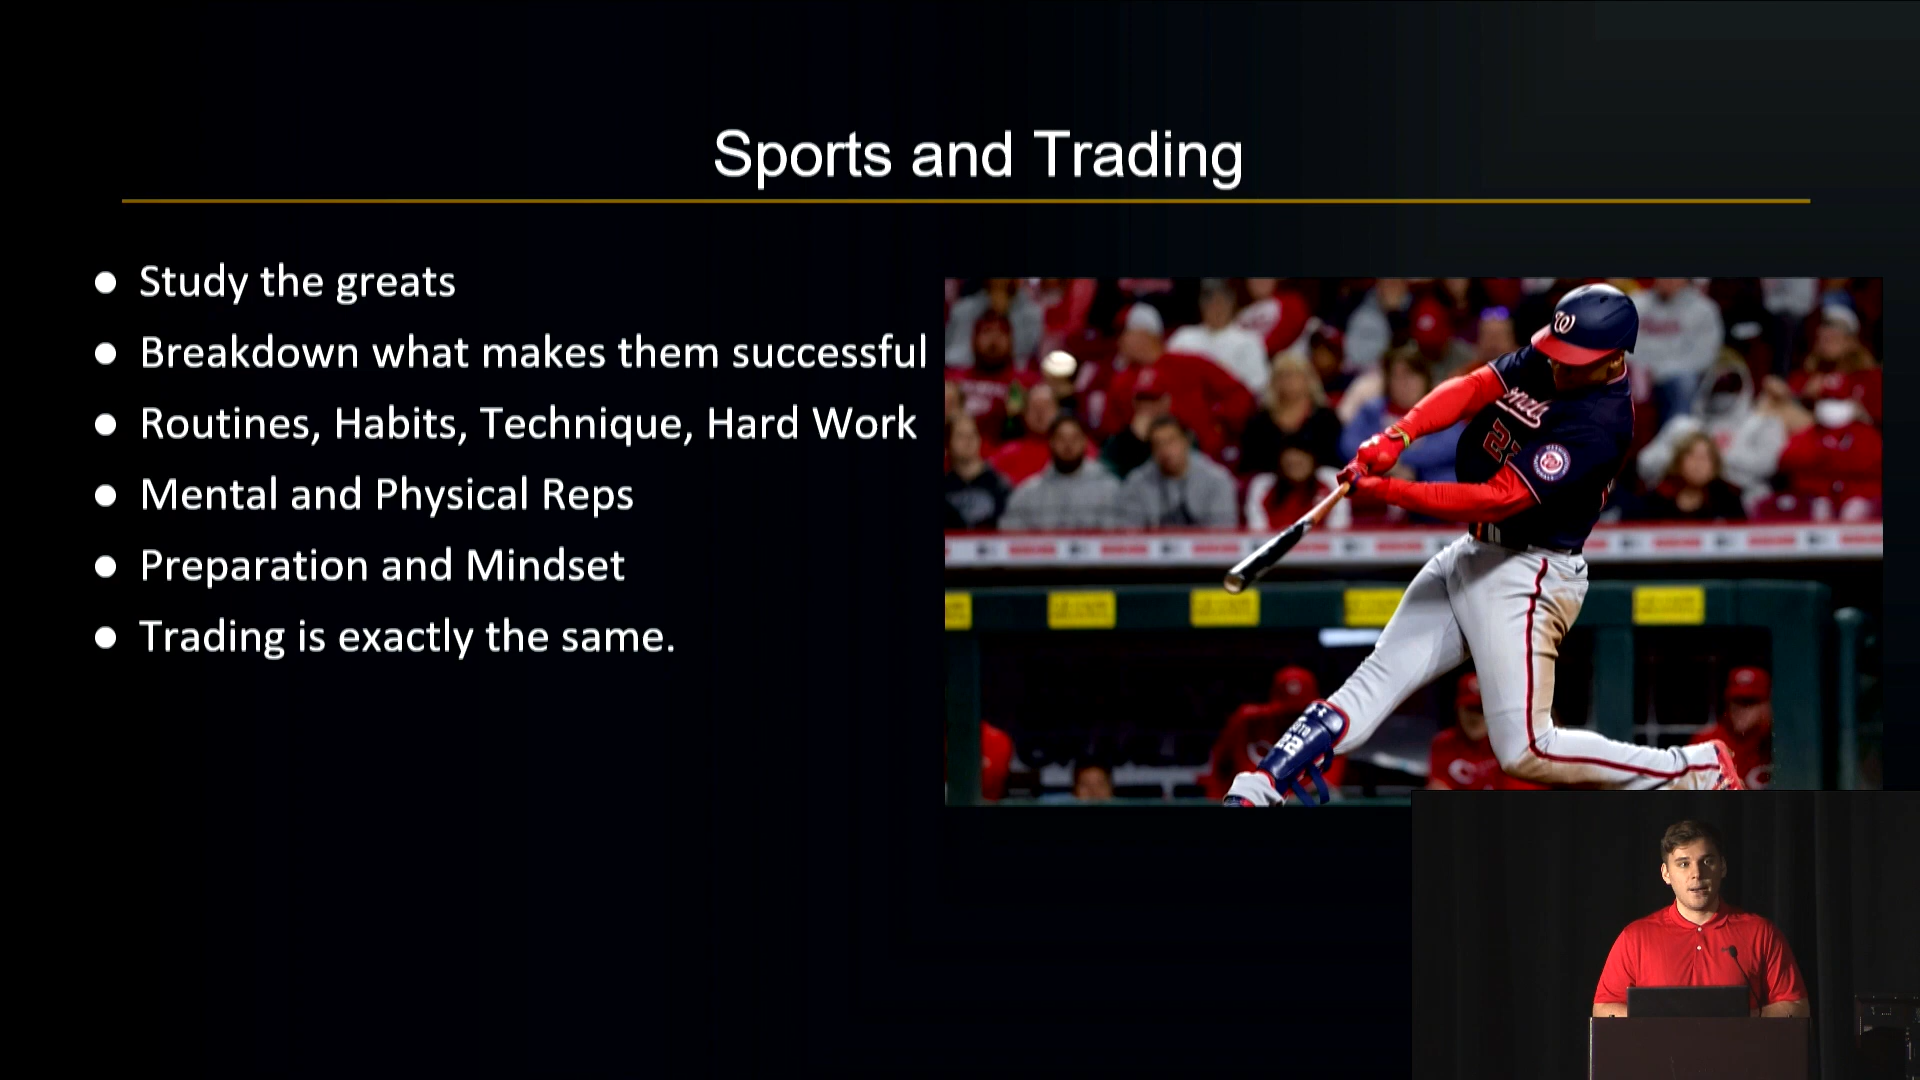 Sports and Trading
Study the greats
Breakdown what makes them successful
Routines, Habits, Technique, Hard Work
Mental and Physical Reps
Preparation and Mindset
Trading is exactly the same.
W
22